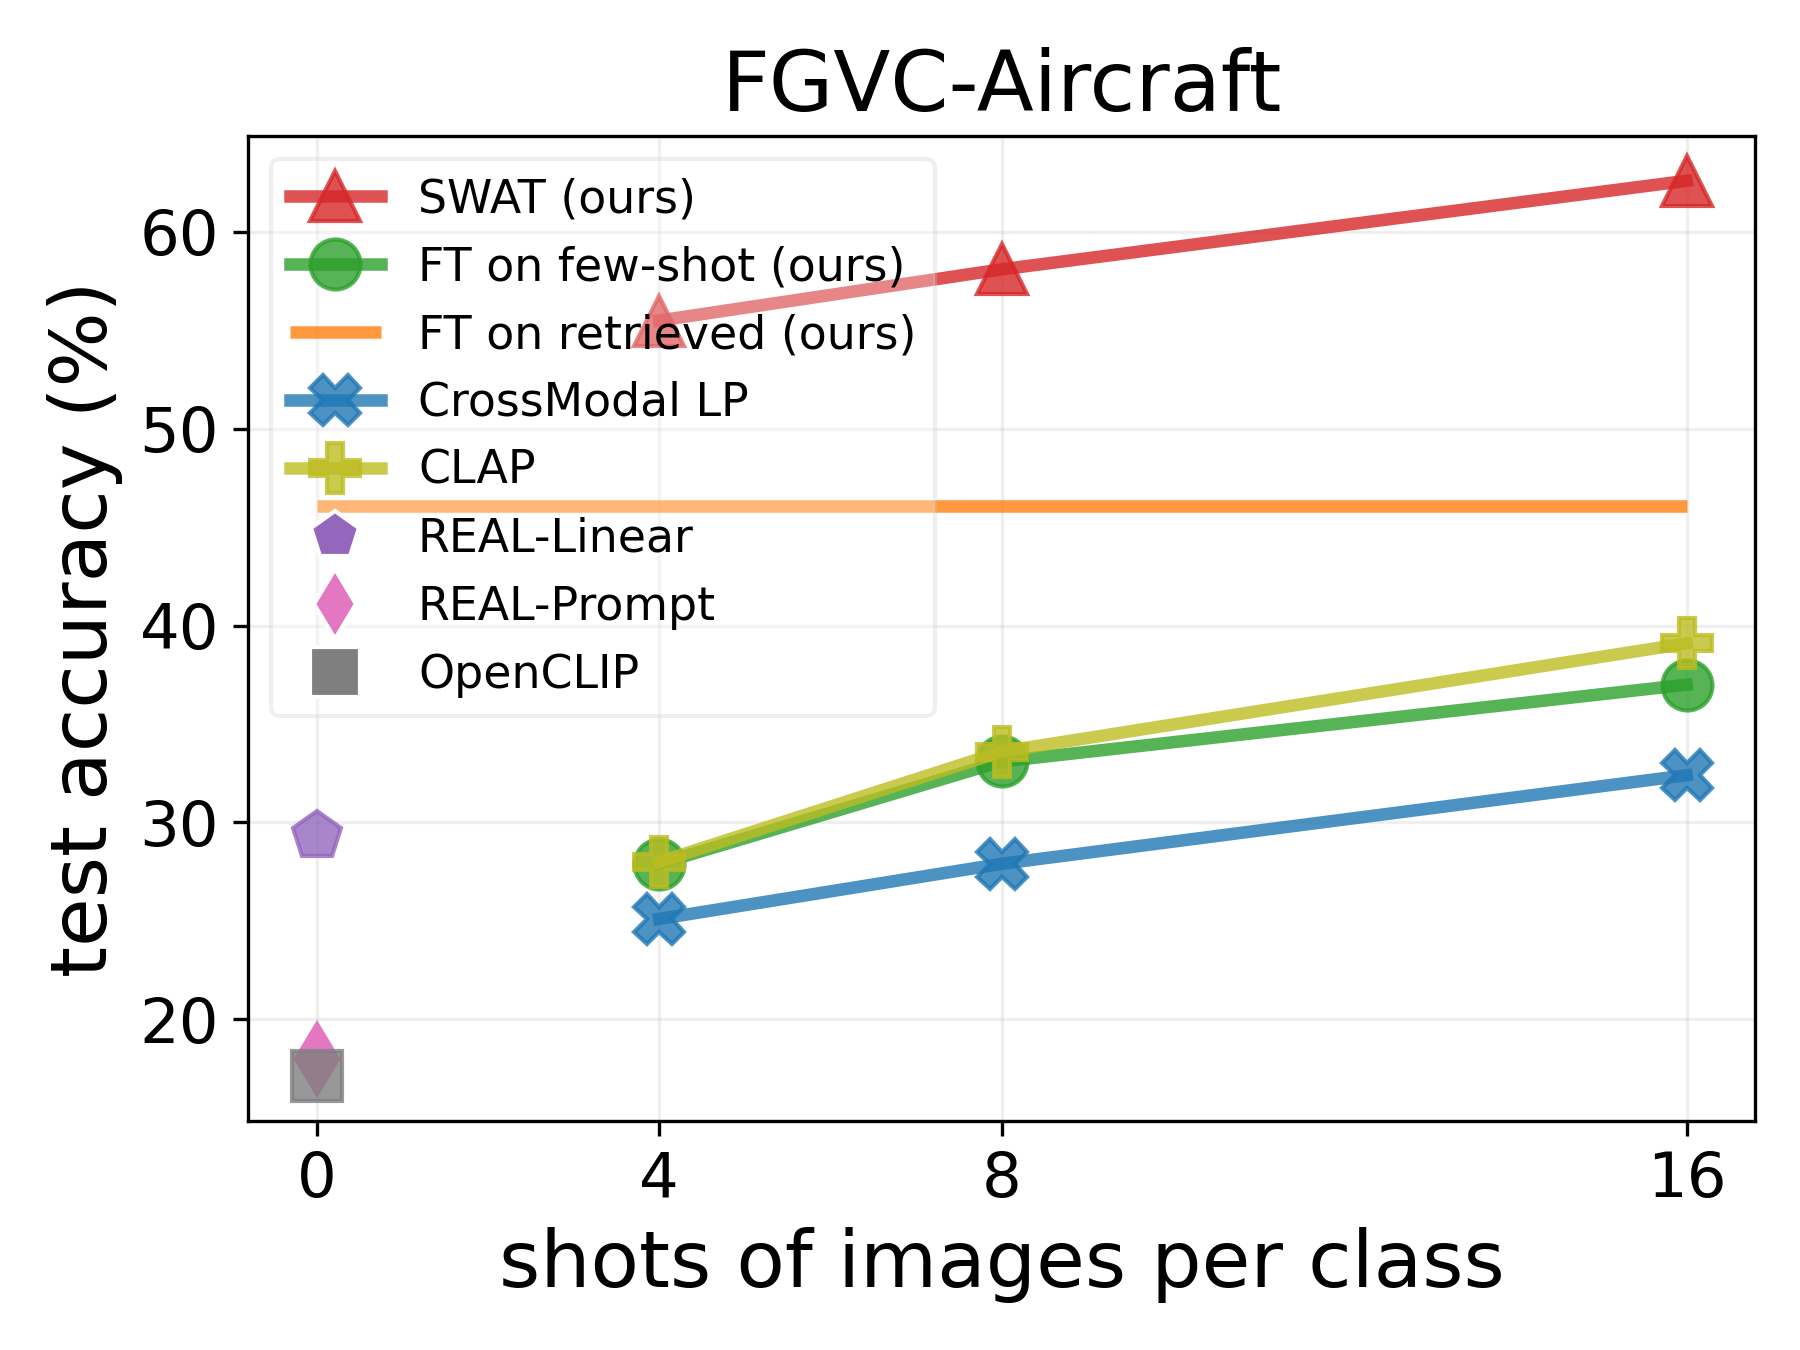 FGVC-Aircraft
SWAT (ours)
FT on few-shot (ours)
FT on retrieved (ours)
CrossModal LP
CLAP
REAL-Linear
REAL-Prompt
OpenCLIP
60
50
40
30
20
test accuracy (%)
0 4 8 16
shots of images per class